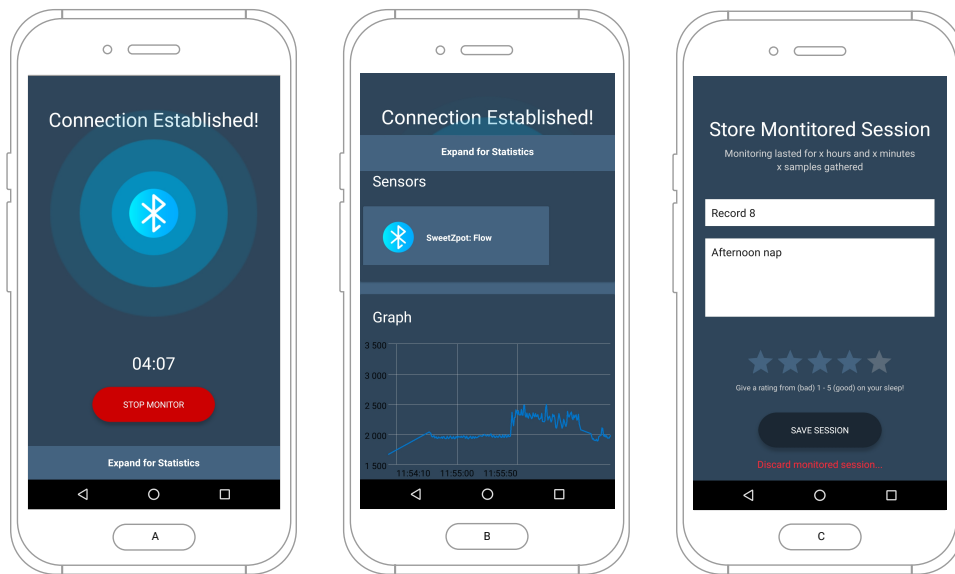 Connection Established!
04:07
STOP MONITOR
Expand for Statistics
A
Connection Established!
Expand for Statistics
Sensors
SweetZpot: Flow
Graph
3 500
3 000
2 500
2 000
1 500
11:54:10 11:55:00 11:55:50
B
Store Montitored Session
Monitoring lasted for x hours and x minutes
x samples gathered
Record 8
Afternoon nap
Give a rating from (bad) 1 - 5 (good) on your sleep!
SAVE SESSION
Discard monitored session...
C